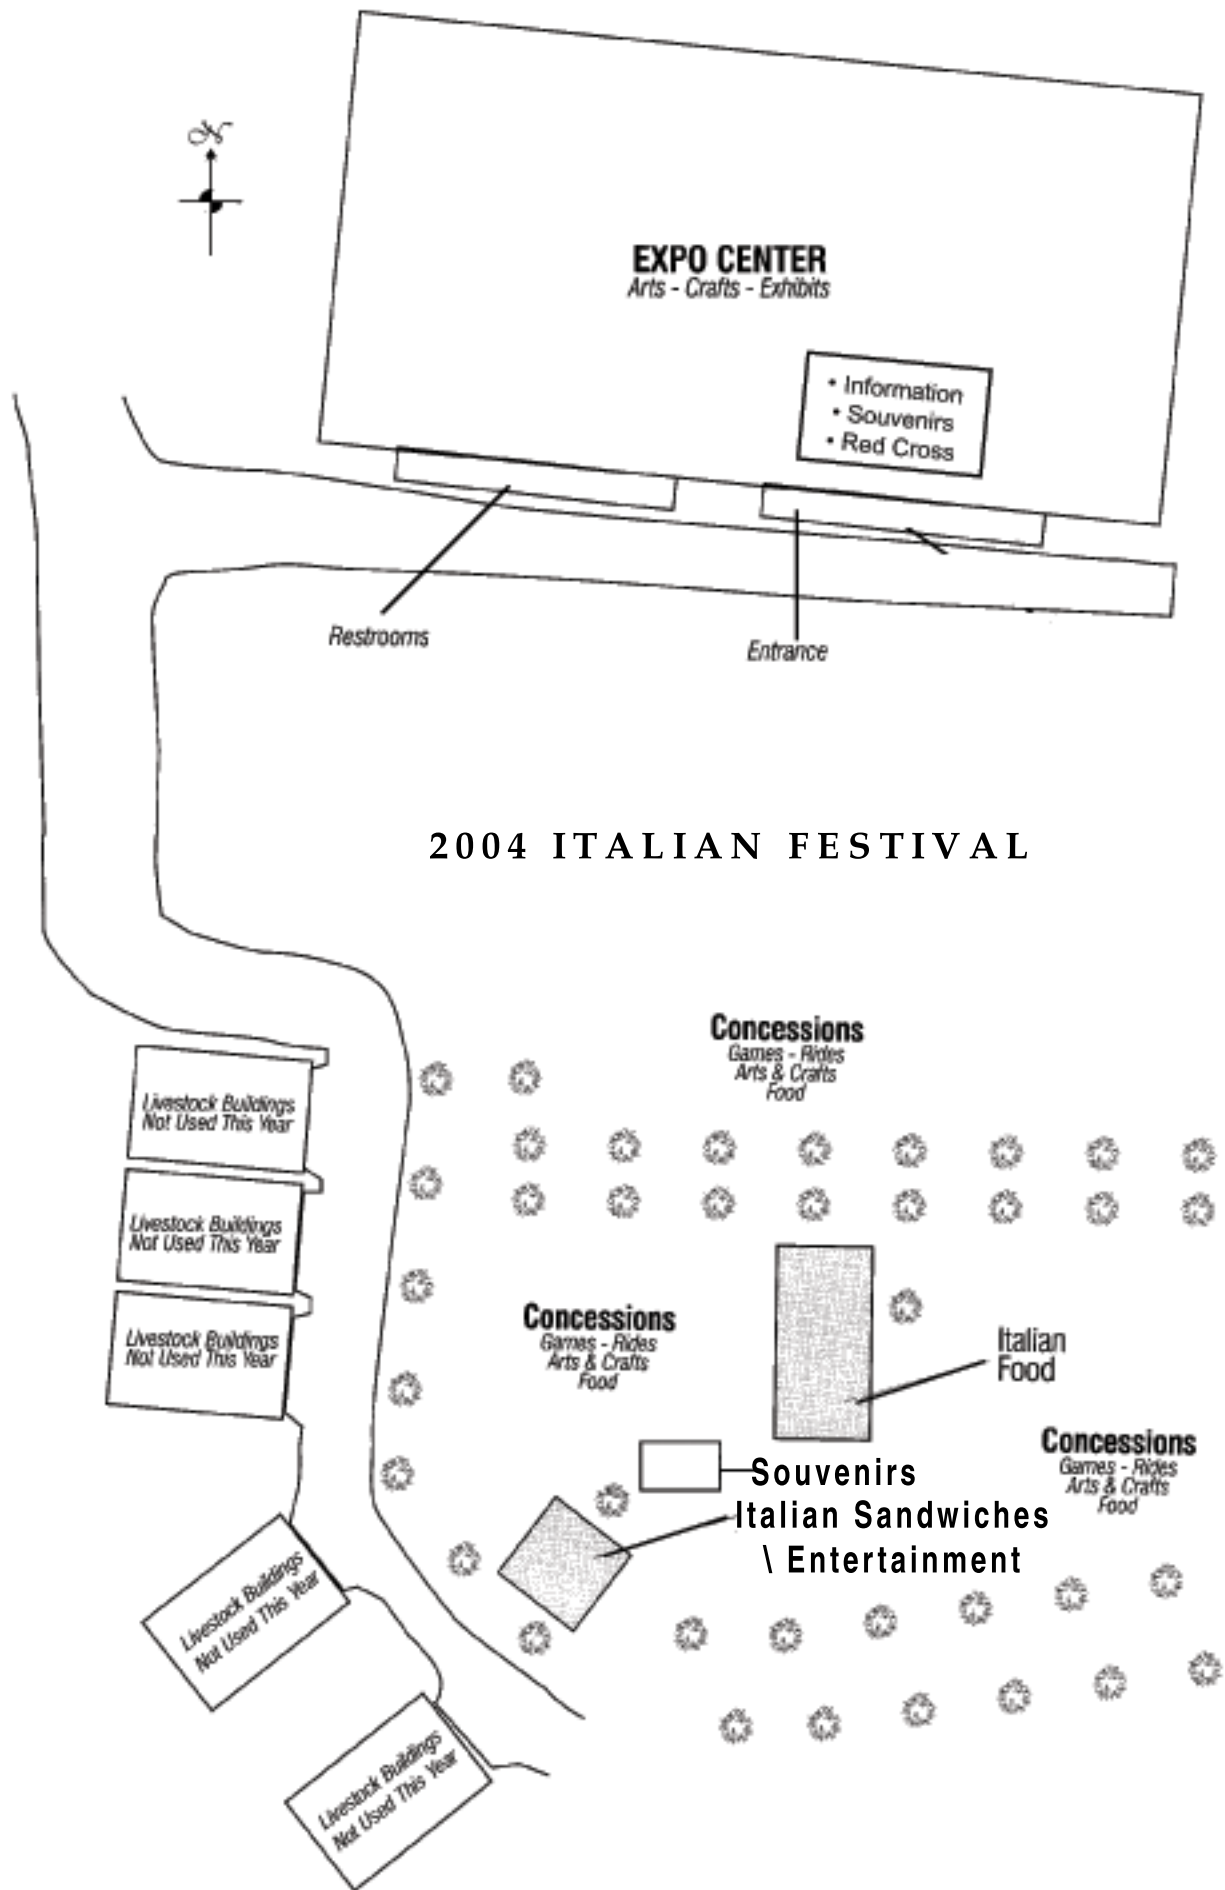 N
EXPO CENTER
Arts - Crafts - Exhibits
• Information
• Souvenirs
• Red Cross
Restrooms
Entrance
2004 ITALIAN FESTIVAL
Concessions
Games - Rides
Arts & Crafts
Food
Livestock Buildings
Not Used This Year
Livestock Buildings
Not Used This Year
Livestock Buildings
Not Used This Year
Concessions
Games - Rides
Arts & Crafts
Food
Italian
Food
Concessions
Games - Rides
Arts & Crafts
Food
Souvenirs
Italian Sandwiches
\ Entertainment
Livestock Buildings
Not Used This Year
Livestock Buildings
Not Used This Year